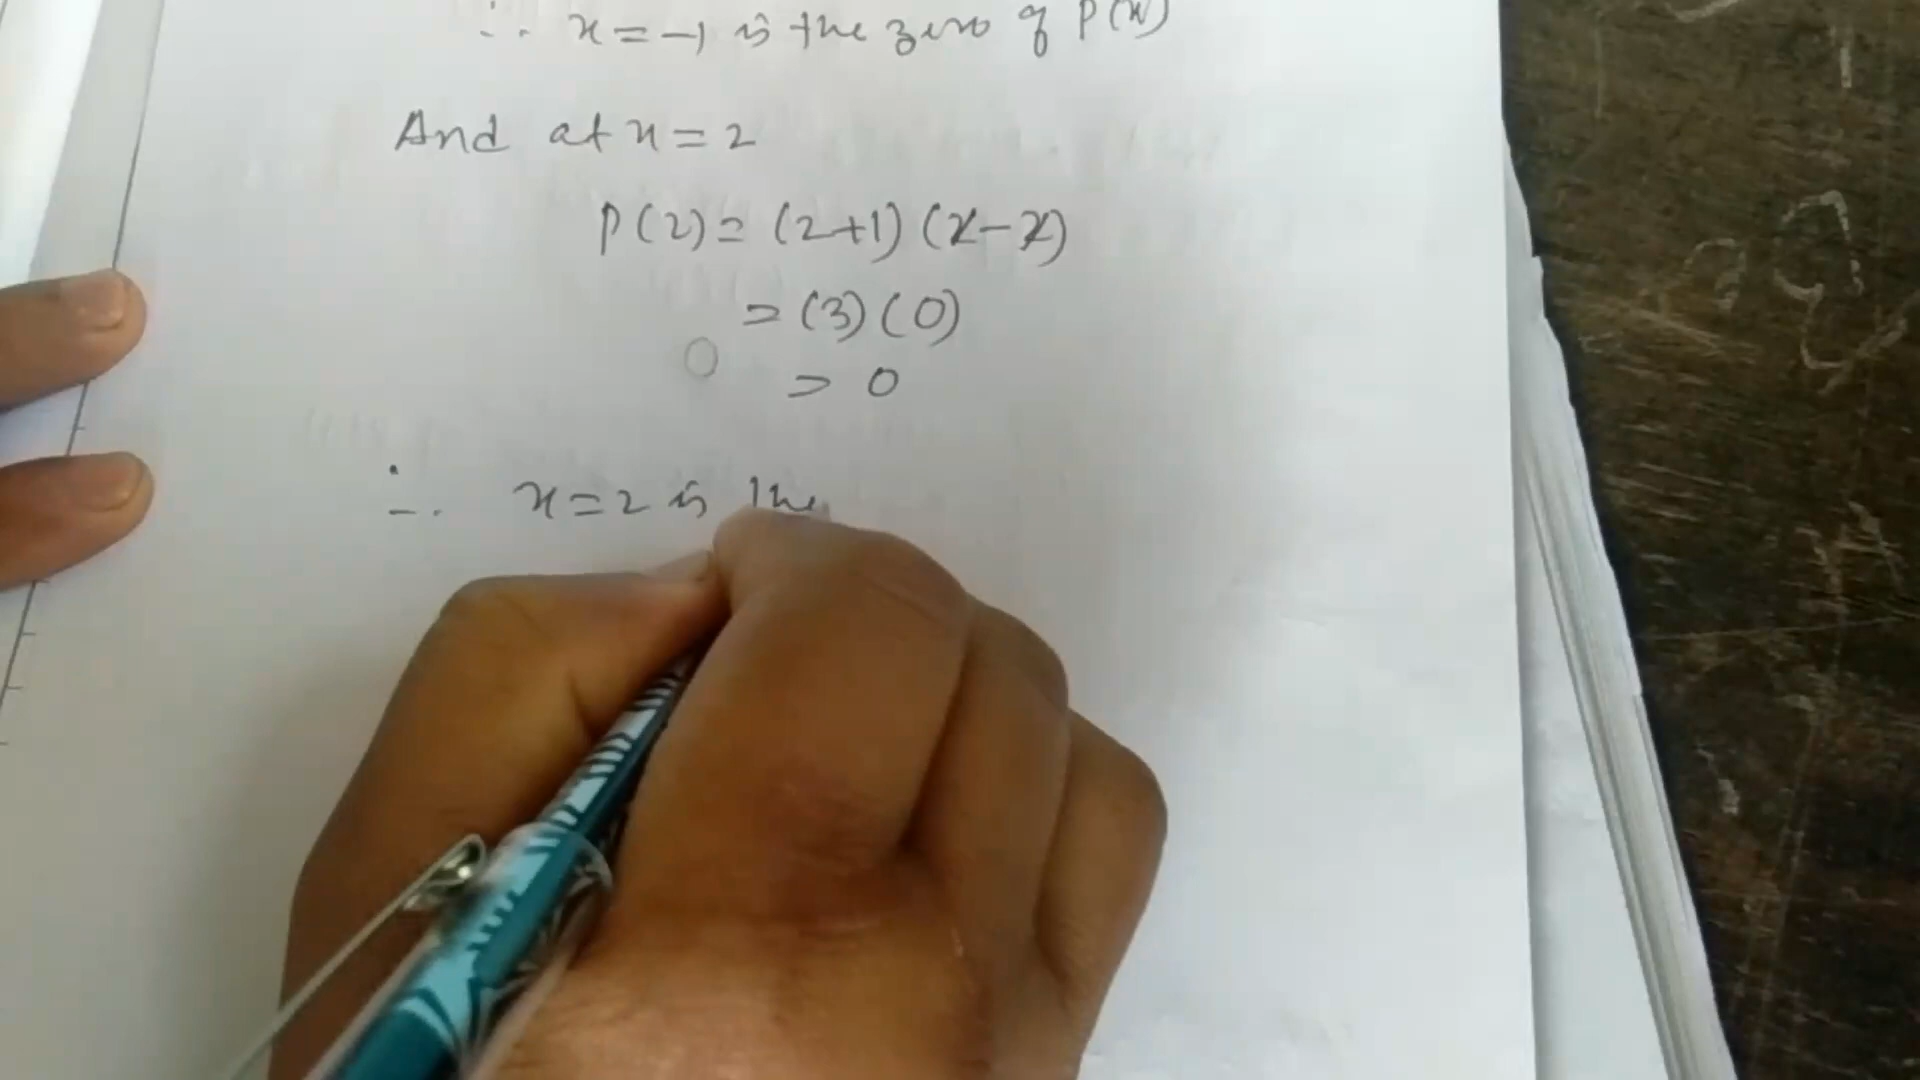 ∴ x = -1 is the zero of P(x)
And at x = 2
P(2) = (2+1) (2-2)
= (3) (0)
= 0
∴ x = 2 is the